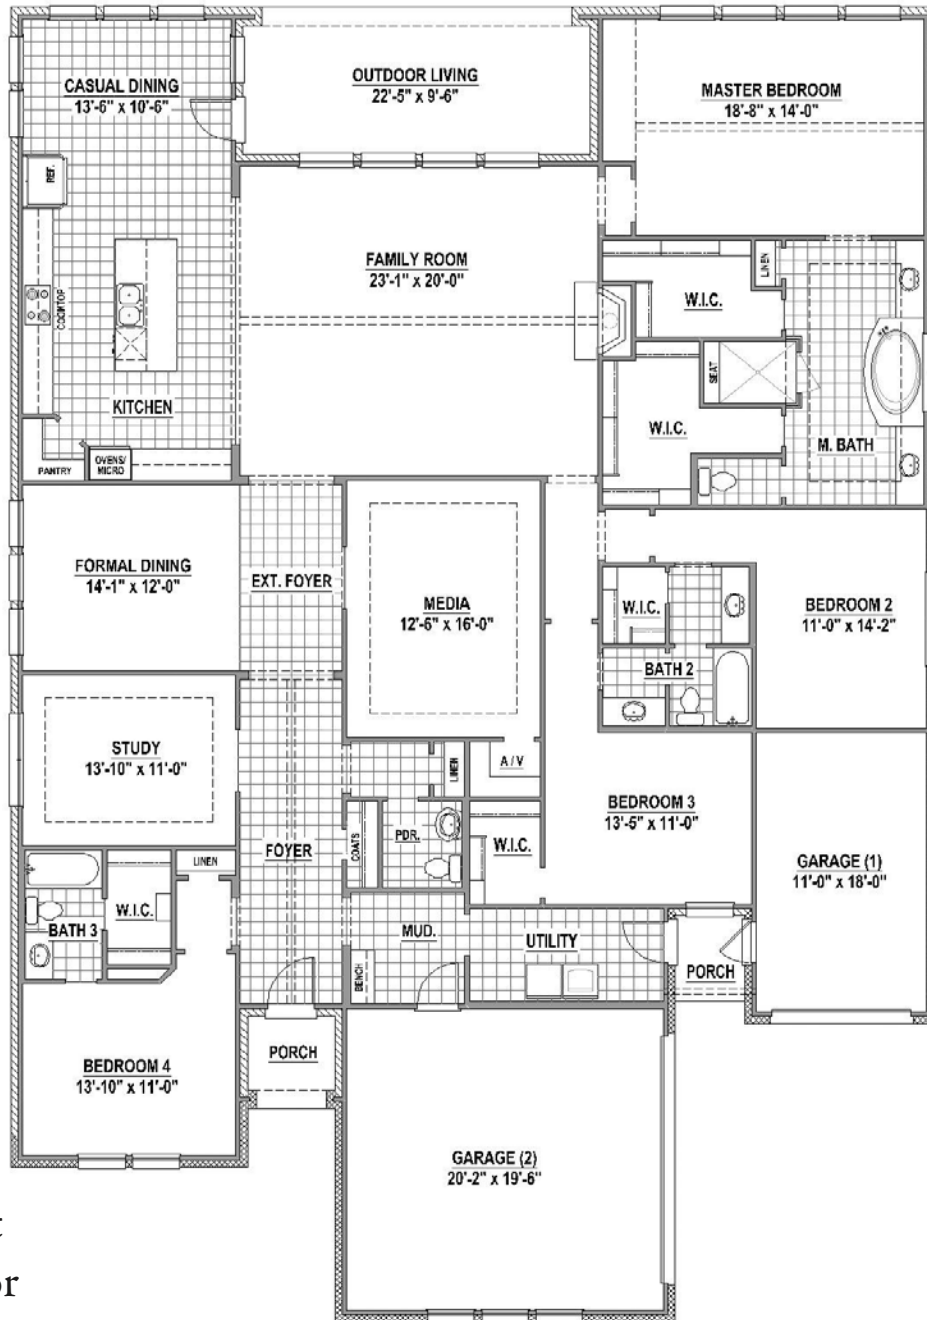 CASUAL DINING
13'-6" x 10'-6"
OUTDOOR LIVING
22'-5" x 9'-6"
MASTER BEDROOM
18'-8" x 14'-0"
REF.
FAMILY ROOM
23'-1" x 20'-0"
LINEN
W.I.C.
COOKTOP
SEAT
KITCHEN
W.I.C.
M. BATH
PANTRY
OVENS/
MICRO
FORMAL DINING
14'-1" x 12'-0"
EXT. FOYER
MEDIA
12'-6" x 16'-0"
W.I.C.
BEDROOM 2
11'-0" x 14'-2"
BATH 2
STUDY
13'-10" x 11'-0"
LINEN
A/V
BEDROOM 3
13'-5" x 11'-0"
COATS
PDR.
W.I.C.
FOYER
LINEN
GARAGE (1)
11'-0" x 18'-0"
W.I.C.
BATH 3
MUD.
UTILITY
BENCH
PORCH
PORCH
BEDROOM 4
13'-10" x 11'-0"
GARAGE (2)
20'-2" x 19'-6"
or